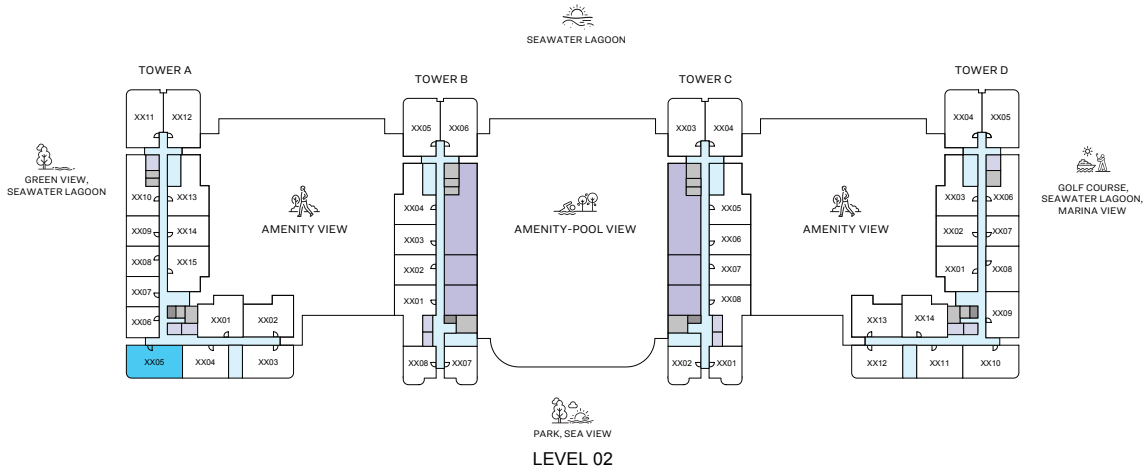 SEAWATER LAGOON
TOWER A
TOWER B
TOWER C
TOWER D
XX11
XX12
XX05
XX06
XX03
XX04
XX04
XX05
GREEN VIEW,
SEAWATER LAGOON
XX10
XX13
XX09
XX14
XX08
XX15
XX07
XX06
XX01
XX02
XX05
XX04
XX03
AMENITY VIEW
XX04
XX03
XX02
XX01
XX08
XX07
AMENITY-POOL VIEW
XX05
XX06
XX07
XX08
XX02
XX01
AMENITY VIEW
XX03
XX06
XX02
XX07
XX01
XX08
XX09
XX13
XX14
XX12
XX11
XX10
GOLF COURSE,
SEAWATER LAGOON,
MARINA VIEW
PARK, SEA VIEW
LEVEL 02